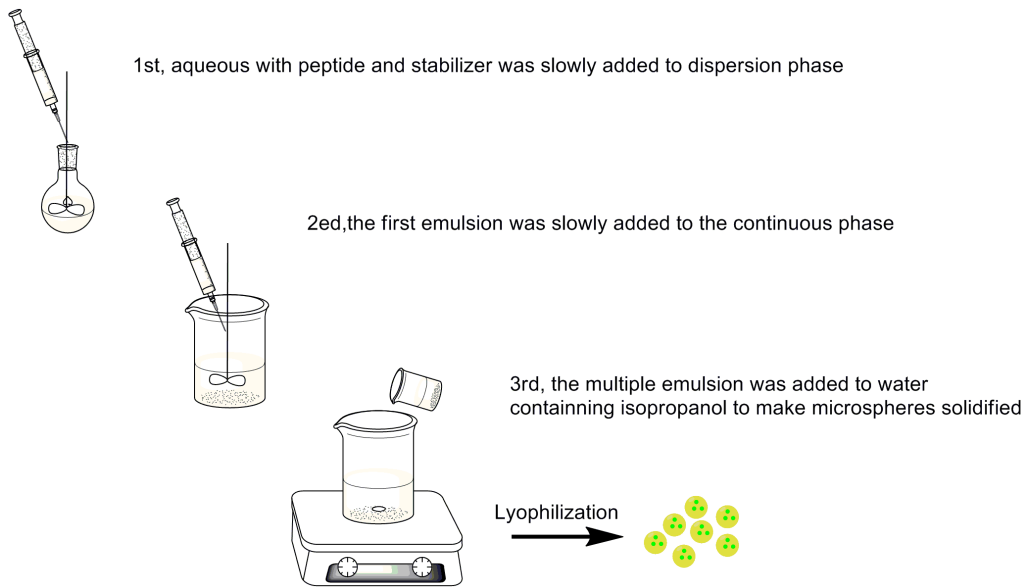 1st, aqueous with peptide and stabilizer was slowly added to dispersion phase
2ed,the first emulsion was slowly added to the continuous phase
3rd, the multiple emulsion was added to water
containning isopropanol to make microspheres solidified
Lyophilization